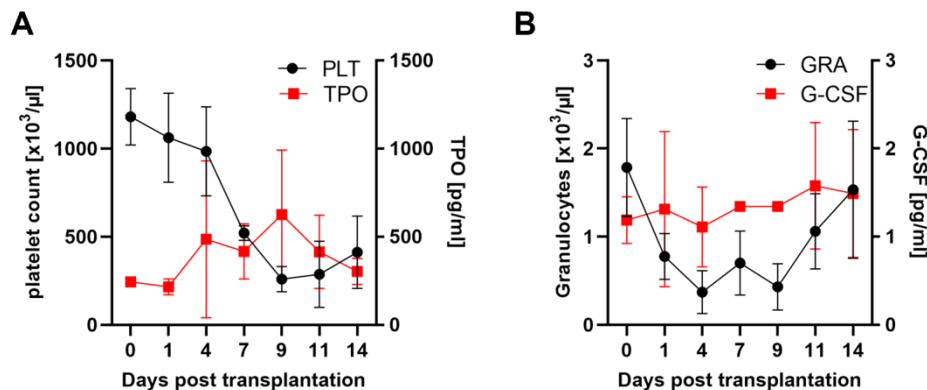 A
1500
1000
500
0
platelet count [x10³/µl]
PLT
TPO
1500
1000
500
0
TPO [pg/ml]
0 1 4 7 9 11 14
Days post transplantation
B
3
2
1
0
Granulocytes [x10³/µl]
GRA
G-CSF
3
2
1
0
G-CSF [pg/ml]
0 1 4 7 9 11 14
Days post transplantation